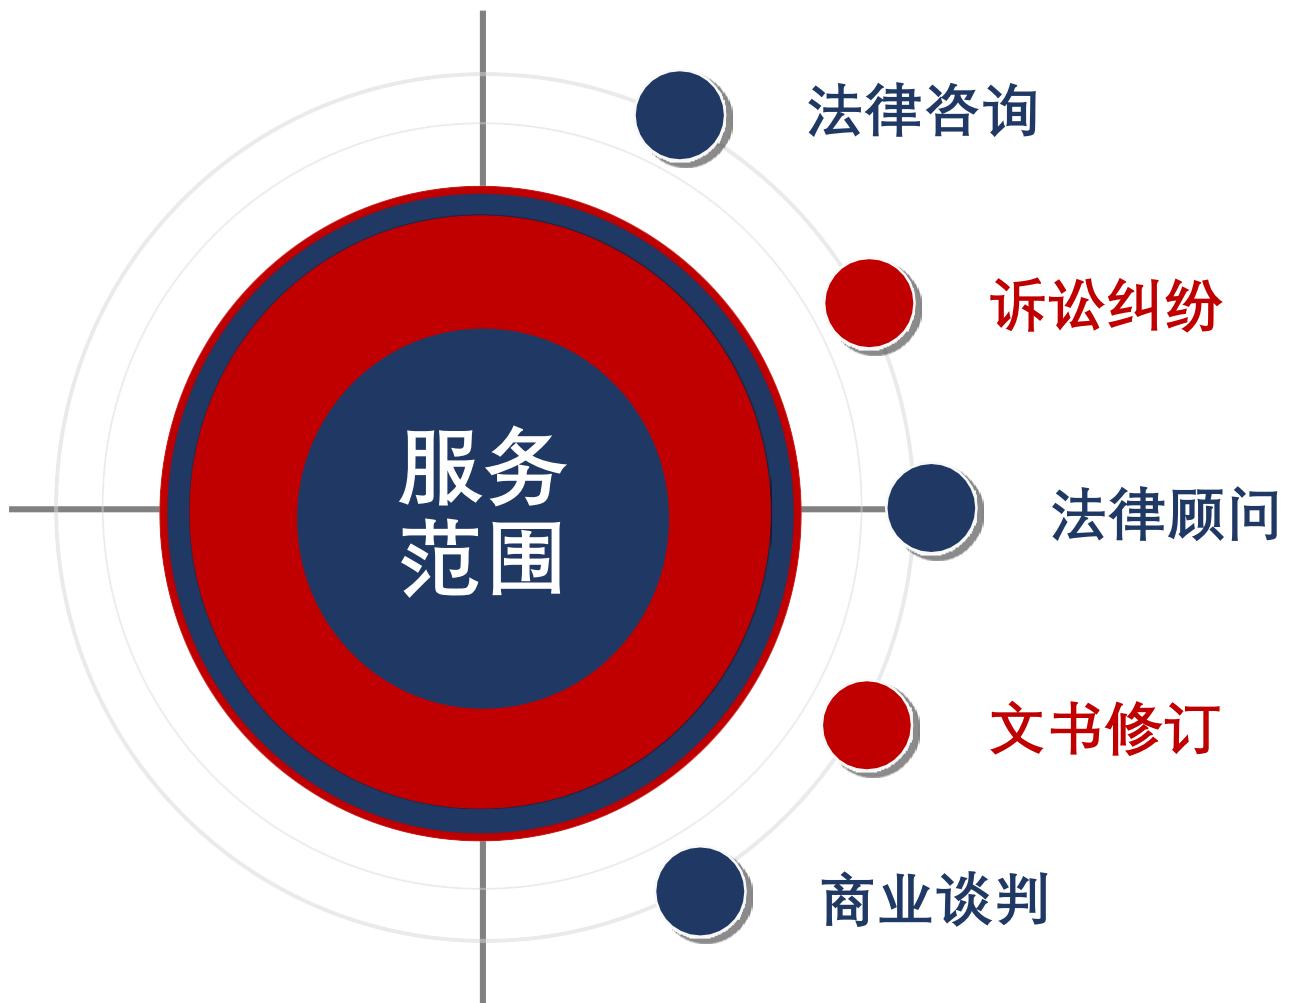 服务
范围
法律咨询
诉讼纠纷
法律顾问
文书修订
商业谈判